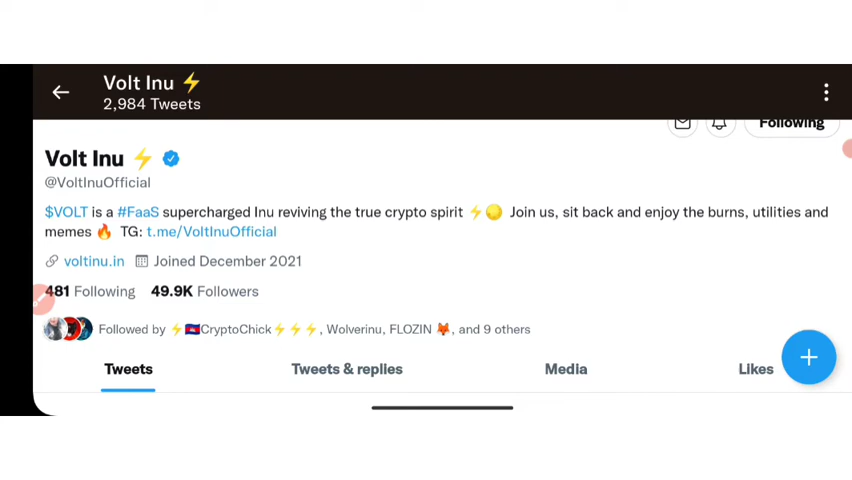 Volt Inu ⚡
2,984 Tweets
Following
Volt Inu ⚡
@VoltInuOfficial
$VOLT is a #FaaS supercharged Inu reviving the true crypto spirit ⚡🌕 Join us, sit back and enjoy the burns, utilities and
memes 🔥 TG: t.me/VoltInuOfficial
voltinu.in Joined December 2021
481 Following 49.9K Followers
Followed by ⚡🇰🇭CryptoChick⚡⚡⚡, Wolverinu, FLOZIN 🦊, and 9 others
Tweets Tweets & replies Media Likes